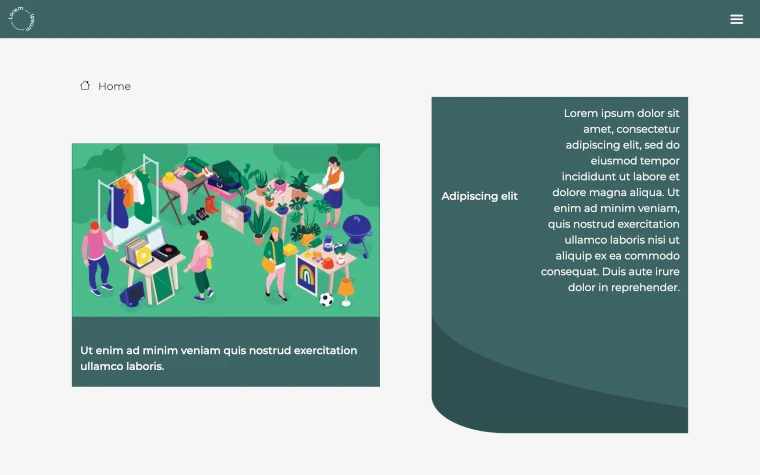 Lorem ipsum
Home
Ut enim ad minim veniam quis nostrud exercitation
ullamco laboris.
Adipiscing elit
Lorem ipsum dolor sit
amet, consectetur
adipiscing elit, sed do
eiusmod tempor
incididunt ut labore et
dolore magna aliqua. Ut
enim ad minim veniam,
quis nostrud exercitation
ullamco laboris nisi ut
aliquip ex ea commodo
consequat. Duis aute irure
dolor in reprehender.